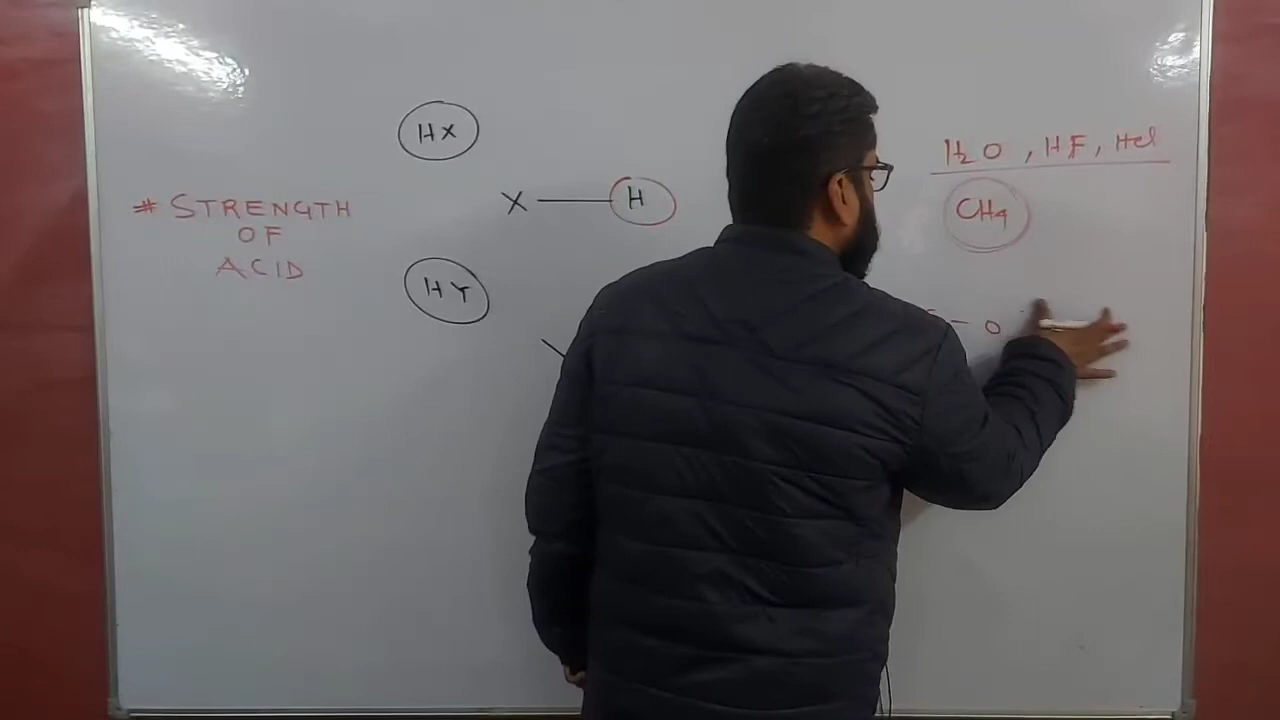 # STRENGTH
OF
ACID
HX
X — H
HY
H₂O, HF, HCl
CH₄
- O